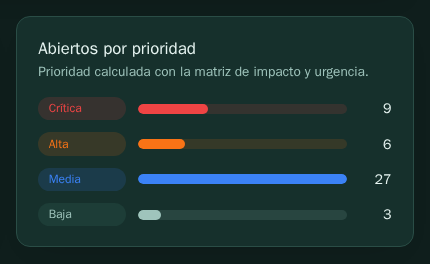 Abiertos por prioridad
Prioridad calculada con la matriz de impacto y urgencia.
Crítica 9
Alta 6
Media 27
Baja 3